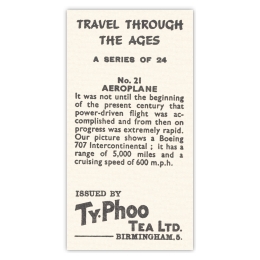 TRAVEL THROUGH
THE AGES
A SERIES OF 24
No. 21
AEROPLANE
It was not until the beginning
of the present century that
power-driven flight was ac-
complished and from then on
progress was extremely rapid.
Our picture shows a Boeing
707 Intercontinental ; it has a
range of 5,000 miles and a
cruising speed of 600 m.p.h.
ISSUED BY
TY.PHOO
TEA LTD.
BIRMINGHAM, 5.